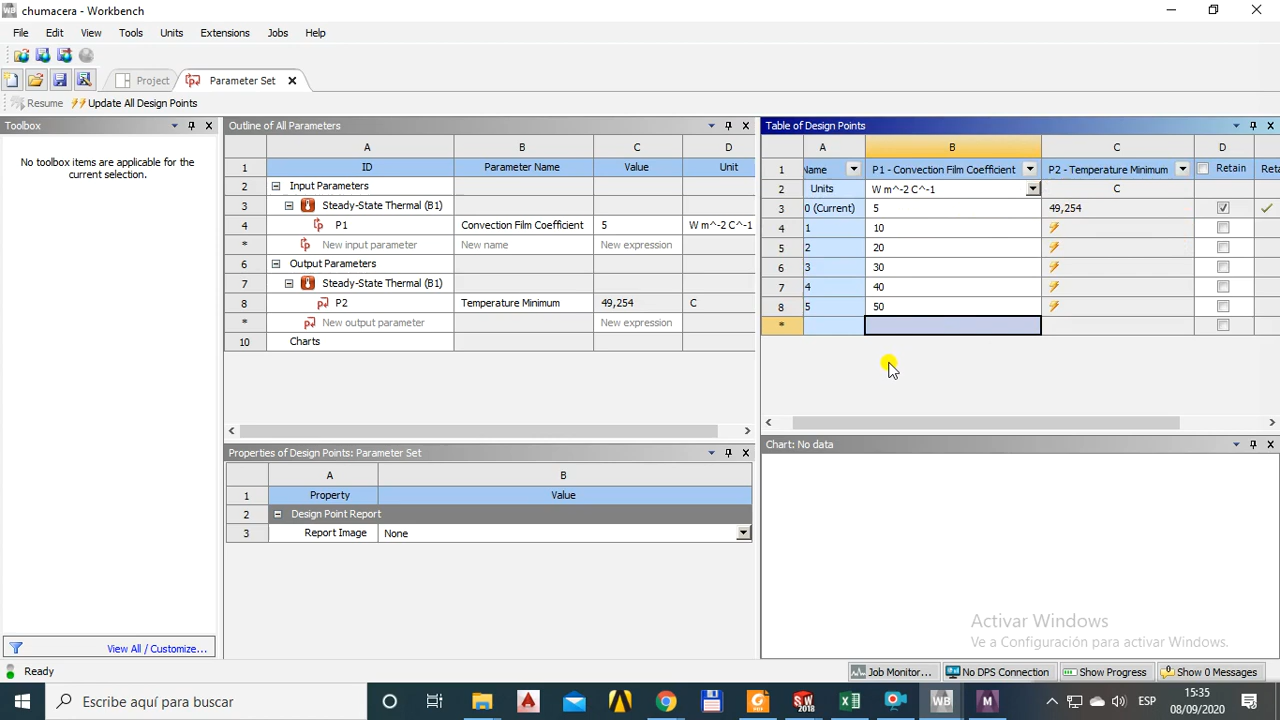 chumacera - Workbench
File Edit View Tools Units Extensions Jobs Help
Project Parameter Set
Resume Update All Design Points
Toolbox
No toolbox items are applicable for the
current selection.
View All / Customize...
Outline of All Parameters
A B C D
1 ID Parameter Name Value Unit
2 Input Parameters
3 Steady-State Thermal (B1)
4 P1 Convection Film Coefficient 5 W m^-2 C^-1
* New input parameter New name New expression
6 Output Parameters
7 Steady-State Thermal (B1)
8 P2 Temperature Minimum 49,254 C
* New output parameter New expression
10 Charts
Properties of Design Points: Parameter Set
A B
1 Property Value
2 Design Point Report
3 Report Image None
Table of Design Points
A B C D
1 Name P1 - Convection Film Coefficient P2 - Temperature Minimum Retain Reta
2 Units W m^-2 C^-1 C
3 0 (Current) 5 49,254
4 1 10
5 2 20
6 3 30
7 4 40
8 5 50
*
Chart: No data
Activar Windows
Ve a Configuración para activar Windows.
Ready Job Monitor... No DPS Connection Show Progress Show 0 Messages
Escribe aquí para buscar
ESP
15:35
08/09/2020